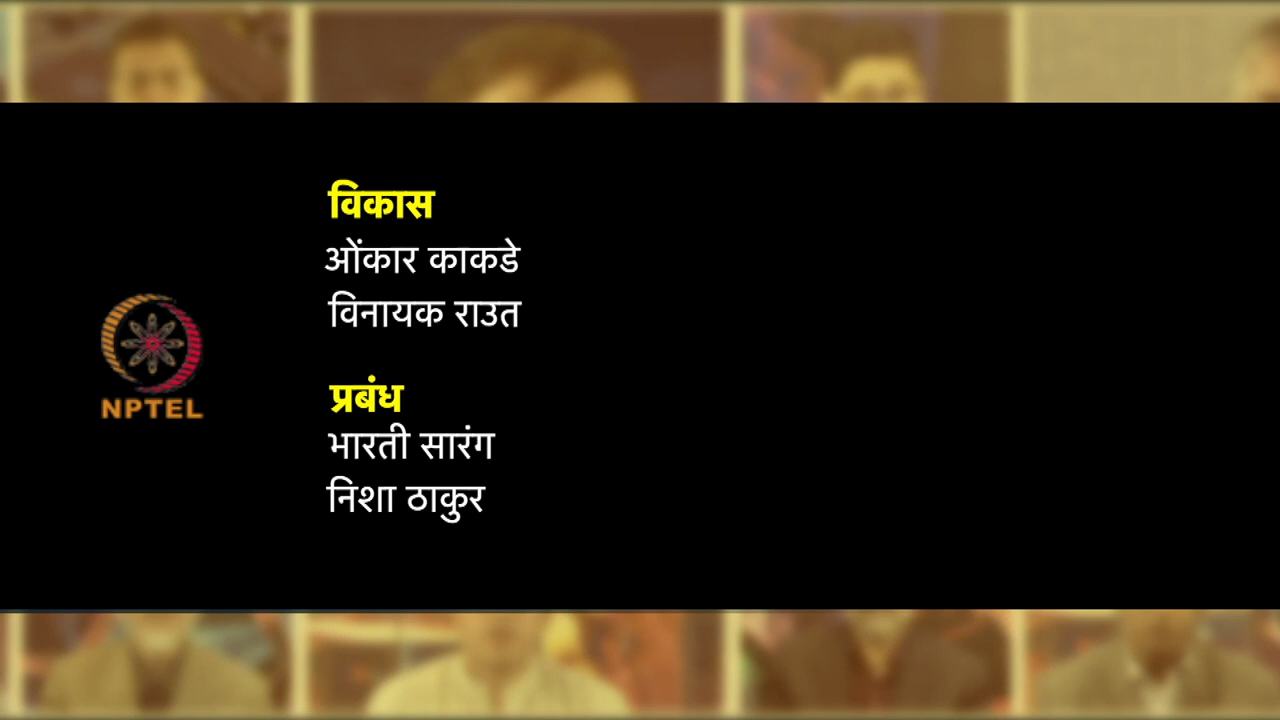 विकास
ओंकार काकडे
विनायक राउत
NPTEL
प्रबंध
भारती सारंग
निशा ठाकुर